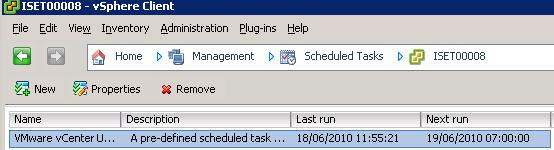 ISET00008 - vSphere Client
File Edit View Inventory Administration Plug-ins Help
Home Management Scheduled Tasks ISET00008
New Properties Remove
Name Description Last run Next run
VMware vCenter U... A pre-defined scheduled task ... 18/06/2010 11:55:21 19/06/2010 07:00:00